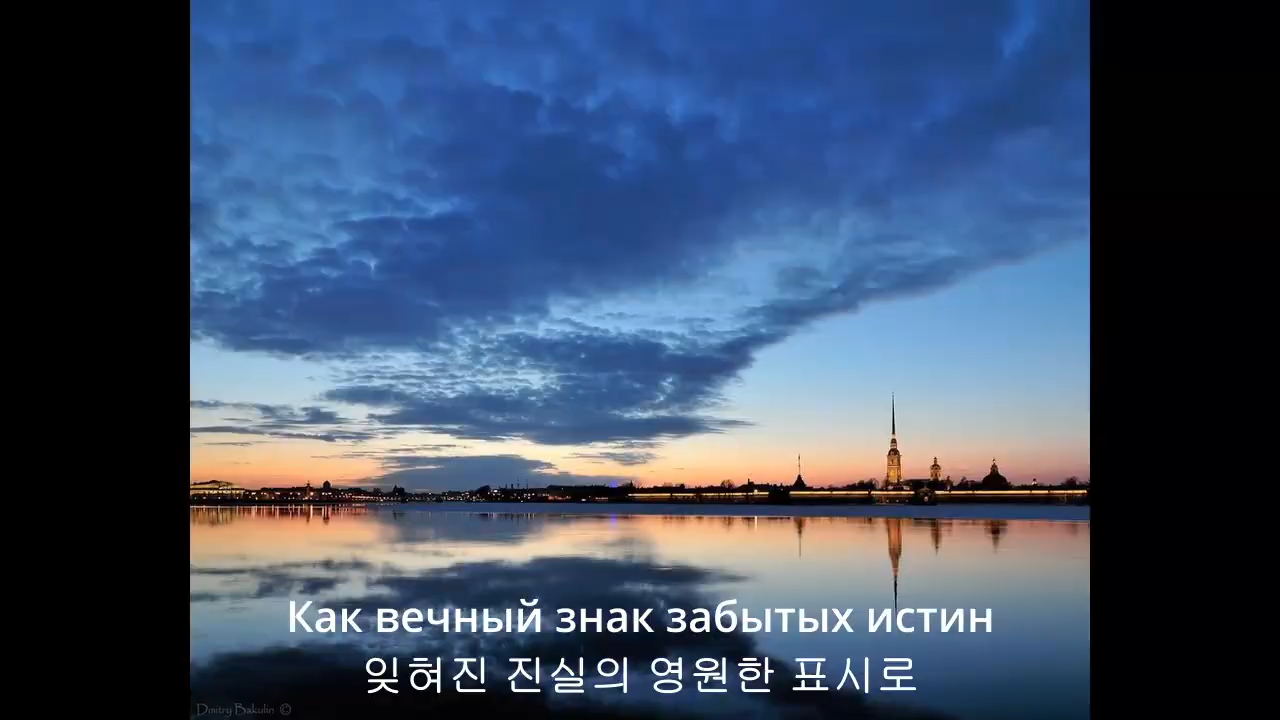 Как вечный знак забытых истин
잊혀진 진실의 영원한 표시로
Dmitry Bakulin ©